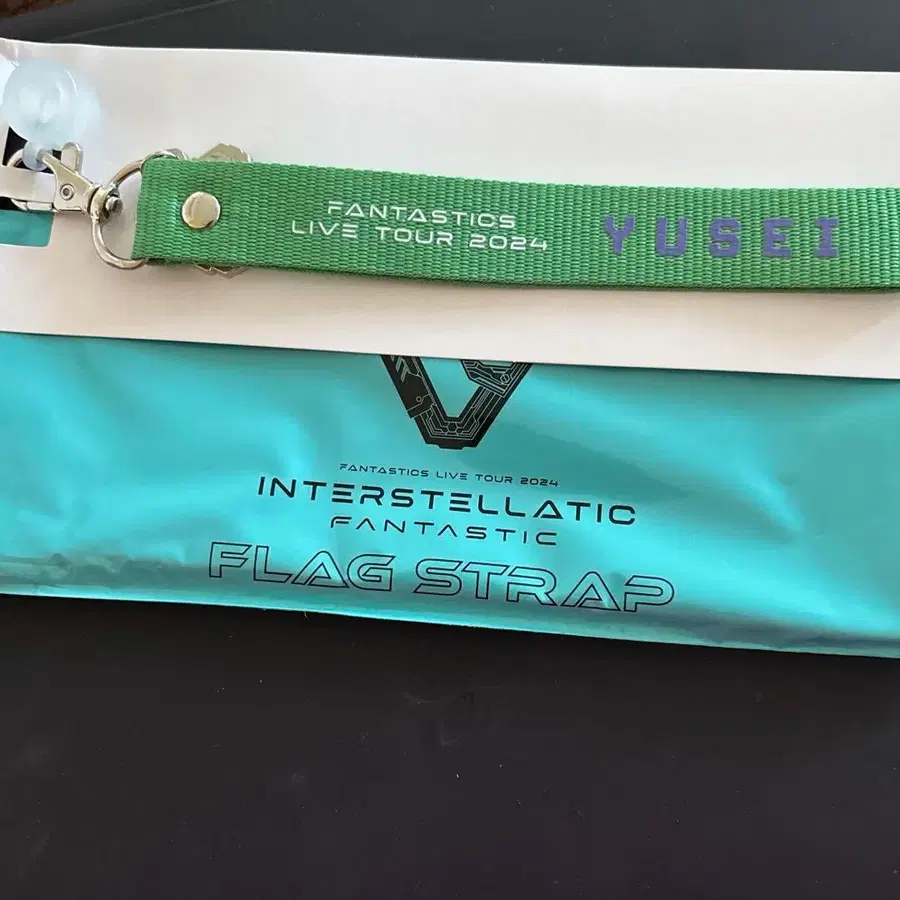 FANTASTICS
LIVE TOUR 2024
YUSEI
FANTASTICS LIVE TOUR 2024
INTERSTELLATIC
FANTASTIC
FLAG STRAP